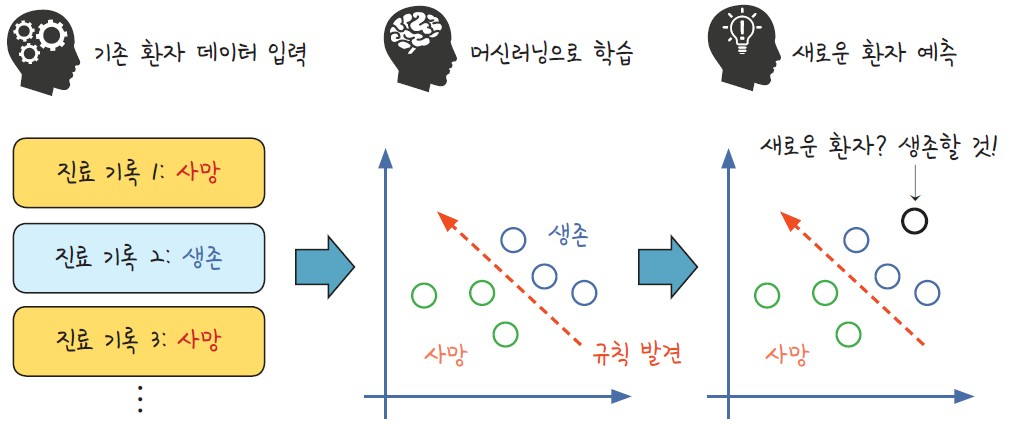 기존 환자 데이터 입력
머신러닝으로 학습
새로운 환자 예측
진료 기록 1: 사망
진료 기록 2: 생존
진료 기록 3: 사망
생존
사망
규칙 발견
새로운 환자? 생존할 것!
사망